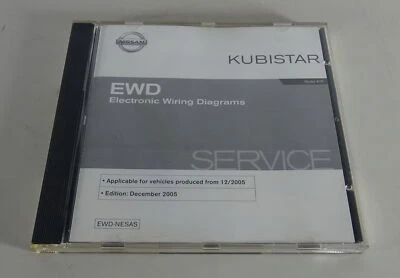 NISSAN
KUBISTAR
EWD
Electronic Wiring Diagrams
SERVICE
• Applicable for vehicles produced from 12/2005
• Edition: December 2005
EWD-NESAS